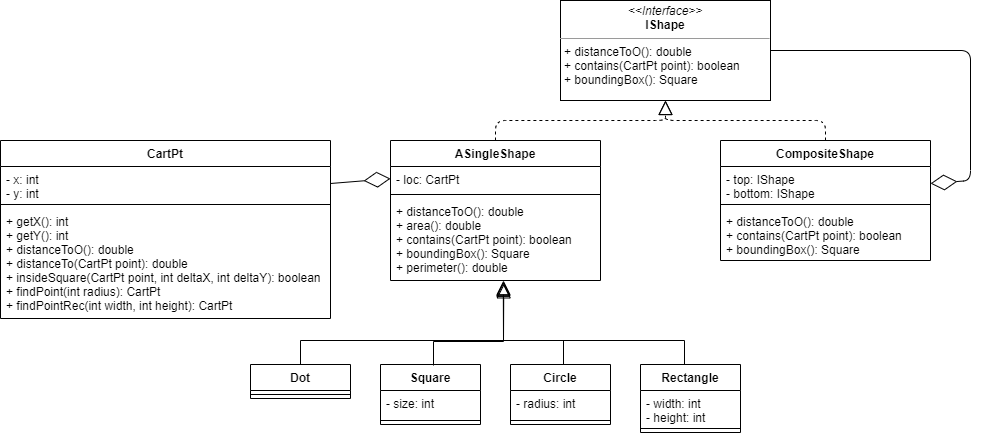 <<Interface>>
IShape
+ distanceToO(): double
+ contains(CartPt point): boolean
+ boundingBox(): Square
CartPt
- x: int
- y: int
+ getX(): int
+ getY(): int
+ distanceToO(): double
+ distanceTo(CartPt point): double
+ insideSquare(CartPt point, int deltaX, int deltaY): boolean
+ findPoint(int radius): CartPt
+ findPointRec(int width, int height): CartPt
ASingleShape
- loc: CartPt
+ distanceToO(): double
+ area(): double
+ contains(CartPt point): boolean
+ boundingBox(): Square
+ perimeter(): double
CompositeShape
- top: IShape
- bottom: IShape
+ distanceToO(): double
+ contains(CartPt point): boolean
+ boundingBox(): Square
Dot
Square
- size: int
Circle
- radius: int
Rectangle
- width: int
- height: int